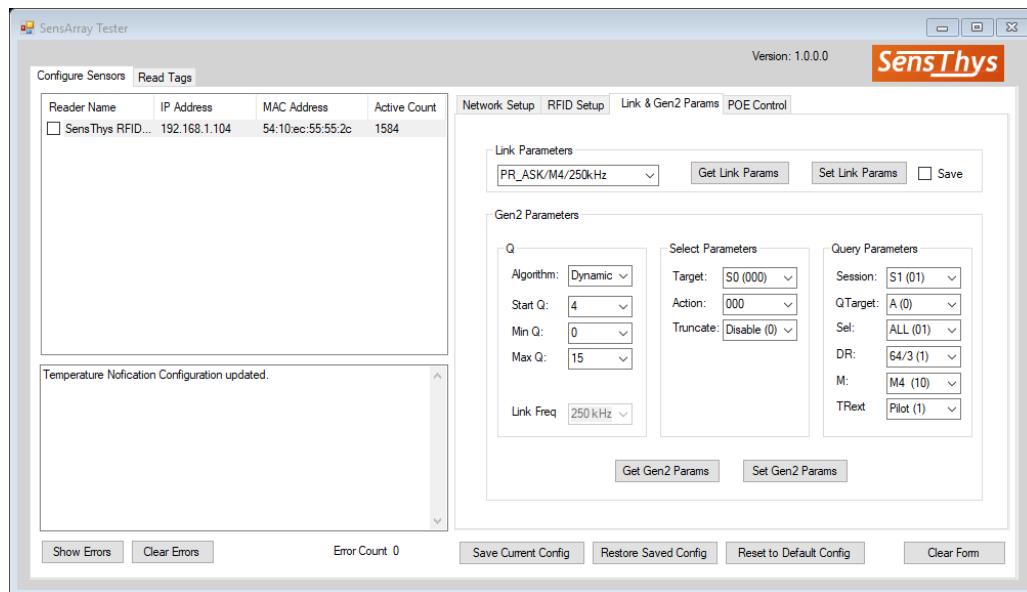 SensArray Tester
Version: 1.0.0.0
SensThys
Configure Sensors
Read Tags
Reader Name IP Address MAC Address Active Count
SensThys RFID... 192.168.1.104 54:10:ec:55:55:2c 1584
Temperature Nofication Configuration updated.
Show Errors
Clear Errors
Error Count 0
Network Setup
RFID Setup
Link & Gen2 Params
POE Control
Link Parameters
PR_ASK/M4/250kHz
Get Link Params
Set Link Params
Save
Gen2 Parameters
Q
Algorithm: Dynamic
Start Q: 4
Min Q: 0
Max Q: 15
Link Freq 250 kHz
Select Parameters
Target: S0 (000)
Action: 000
Truncate: Disable (0)
Query Parameters
Session: S1 (01)
QTarget: A (0)
Sel: ALL (01)
DR: 64/3 (1)
M: M4 (10)
TRext Pilot (1)
Get Gen2 Params
Set Gen2 Params
Save Current Config
Restore Saved Config
Reset to Default Config
Clear Form